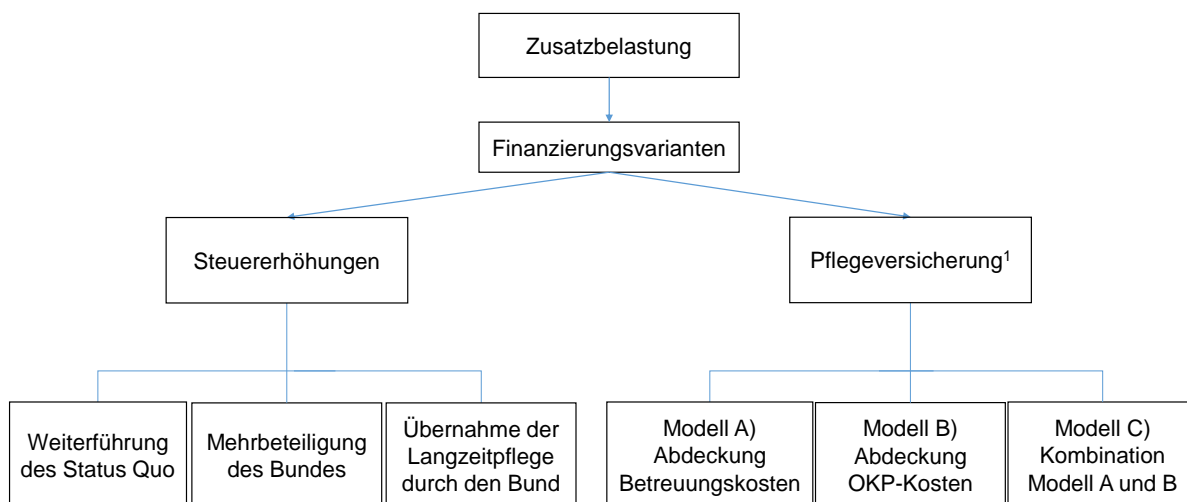 Zusatzbelastung
Finanzierungsvarianten
Steuererhöhungen
Pflegeversicherung¹
Weiterführung
des Status Quo
Mehrbeteiligung
des Bundes
Übernahme der
Langzeitpflege
durch den Bund
Modell A)
Abdeckung
Betreuungskosten
Modell B)
Abdeckung
OKP-Kosten
Modell C)
Kombination
Modell A und B